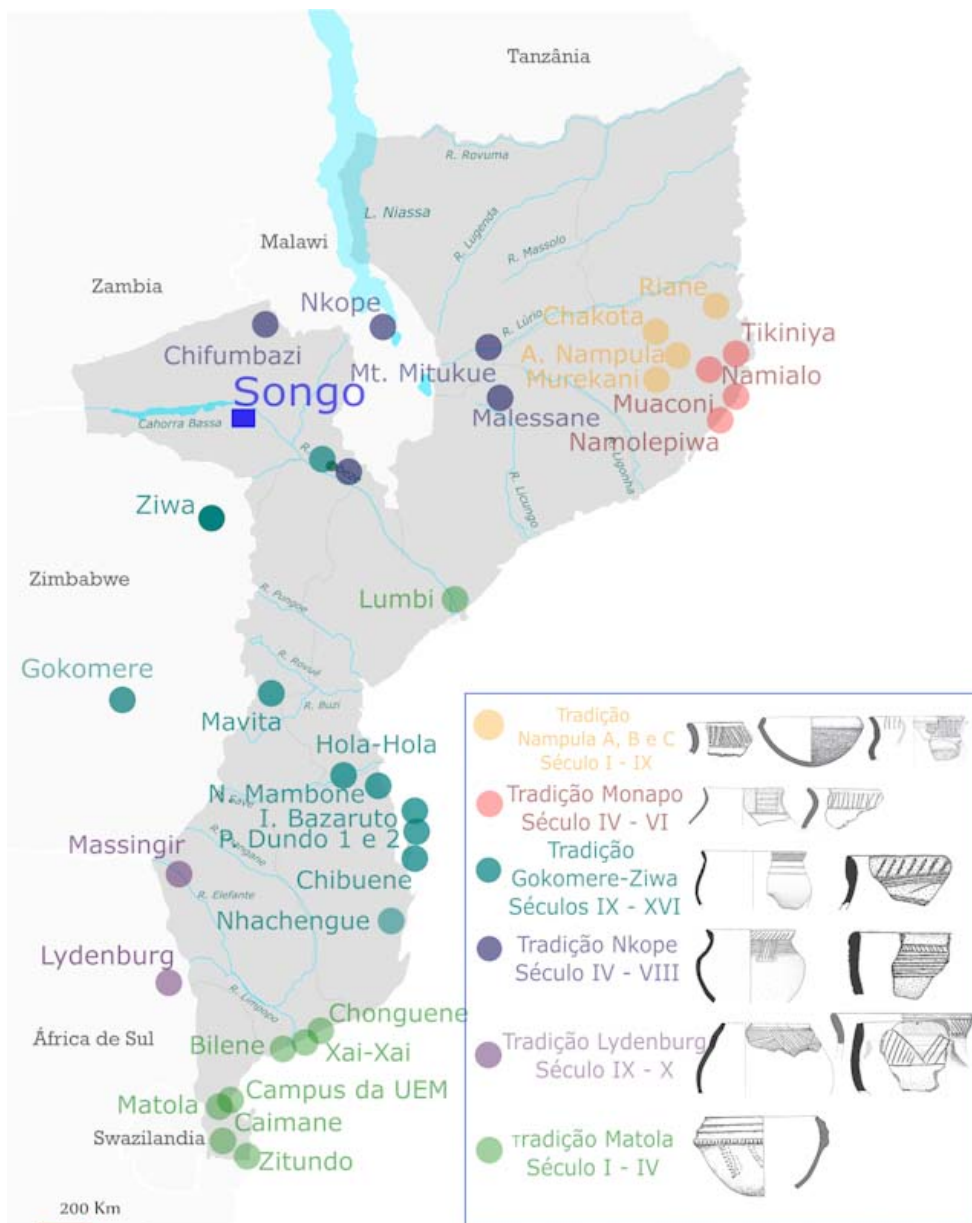 Tanzânia
R. Rovuma
L. Niassa
R. Lugenda
R. Massolo
Malawi
Zambia
Nkope
Riane
R. Lúrio
Chakota
Tikiniya
Chifumbazi
Mt. Mitukue
A. Nampula
Namialo
Murekani
Songo
Malessane
Muaconi
Cahorra Bassa
Namolepiwa
R.
R. Ligonha
R. Licungo
Ziwa
Zimbabwe
Lumbi
R. Pungoe
R. Rovué
Gokomere
R. Buzi
Mavita
Hola-Hola
N. Mambone
R. Save
I. Bazaruto
P. Dundo 1 e 2
Massingir
Chibuene
R. Elefante
Nhachengue
Lydenburg
R. Limpopo
Chonguene
África de Sul
Bilene
Xai-Xai
Campus da UEM
Matola
Caimane
Swazilandia
Zitundo
200 Km
Tradição
Nampula A, B e C
Século I - IX
Tradição Monapo
Século IV - VI
Tradição
Gokomere-Ziwa
Séculos IX - XVI
Tradição Nkope
Século IV - VIII
Tradição Lydenburg
Século IX - X
Tradição Matola
Século I - IV